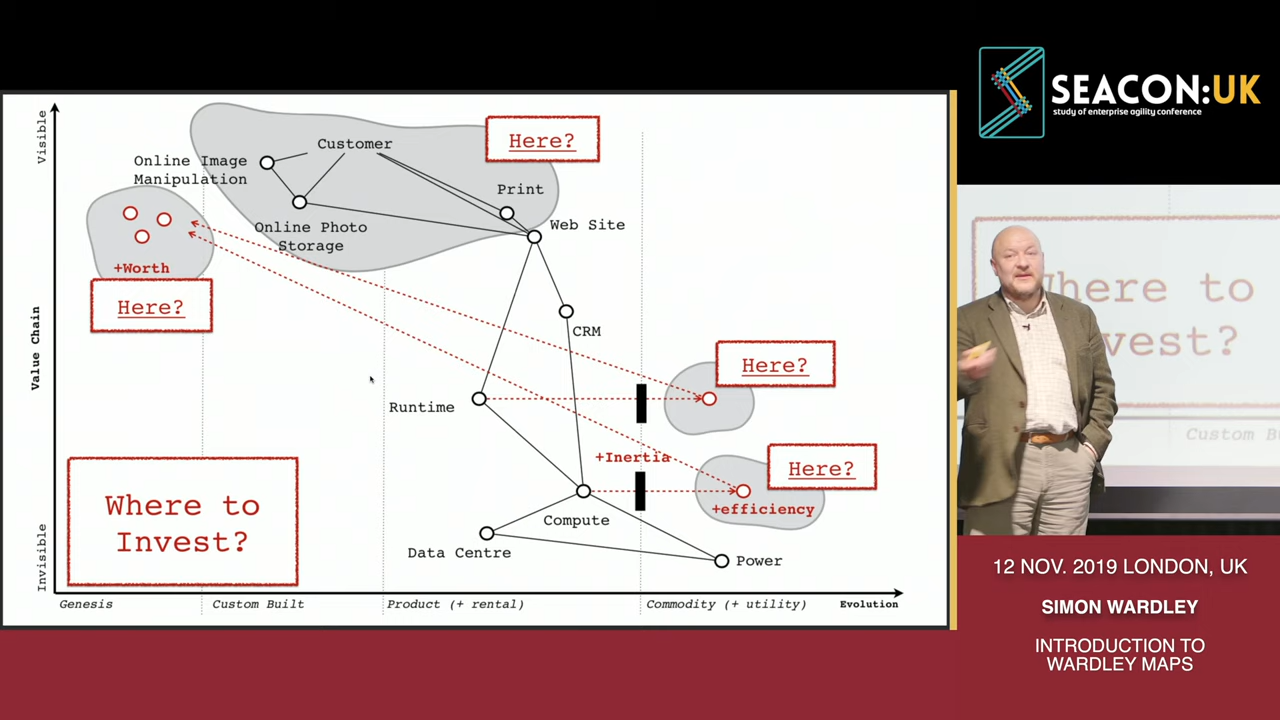 SEACON:UK
study of enterprise agility conference
Visible
Value Chain
Invisible
Customer
Online Image
Manipulation
Here?
Print
Online Photo
Storage
Web Site
+Worth
Here?
CRM
Here?
Runtime
+Inertia
Here?
+efficiency
Compute
Where to
Invest?
Data Centre
Power
Genesis
Custom Built
Product (+ rental)
Commodity (+ utility)
Evolution
here to
vest?
Custom Bu
12 NOV. 2019 LONDON, UK
SIMON WARDLEY
INTRODUCTION TO
WARDLEY MAPS